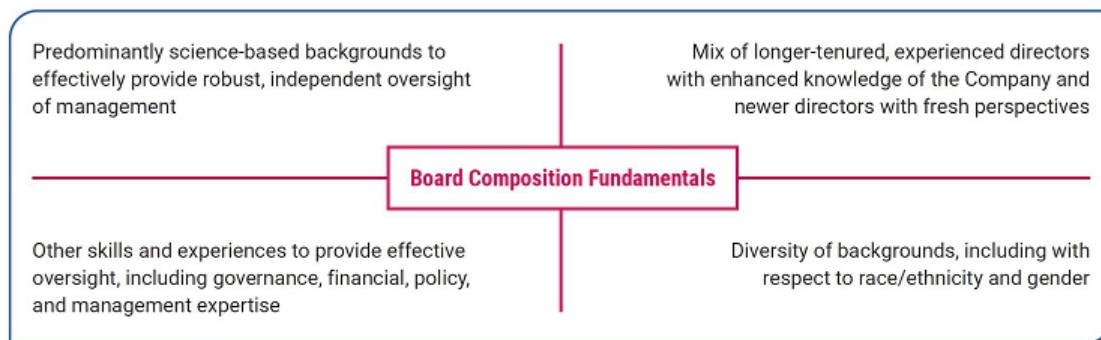 Predominantly science-based backgrounds to
effectively provide robust, independent oversight
of management
Mix of longer-tenured, experienced directors
with enhanced knowledge of the Company and
newer directors with fresh perspectives
Board Composition Fundamentals
Other skills and experiences to provide effective
oversight, including governance, financial, policy,
and management expertise
Diversity of backgrounds, including with
respect to race/ethnicity and gender